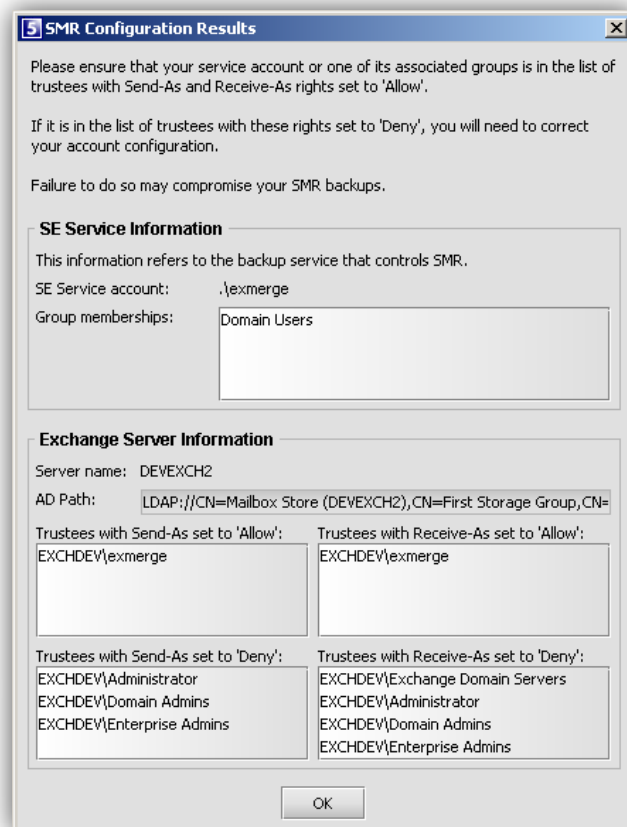 5 SMR Configuration Results
Please ensure that your service account or one of its associated groups is in the list of
trustees with Send-As and Receive-As rights set to 'Allow'.
If it is in the list of trustees with these rights set to 'Deny', you will need to correct
your account configuration.
Failure to do so may compromise your SMR backups.
SE Service Information
This information refers to the backup service that controls SMR.
SE Service account: .\exmerge
Group memberships: Domain Users
Exchange Server Information
Server name: DEVEXCH2
AD Path: LDAP://CN=Mailbox Store (DEVEXCH2),CN=First Storage Group,CN=
Trustees with Send-As set to 'Allow': Trustees with Receive-As set to 'Allow':
EXCHDEV\exmerge EXCHDEV\exmerge
Trustees with Send-As set to 'Deny': Trustees with Receive-As set to 'Deny':
EXCHDEV\Administrator EXCHDEV\Exchange Domain Servers
EXCHDEV\Domain Admins EXCHDEV\Administrator
EXCHDEV\Enterprise Admins EXCHDEV\Domain Admins
EXCHDEV\Enterprise Admins
OK